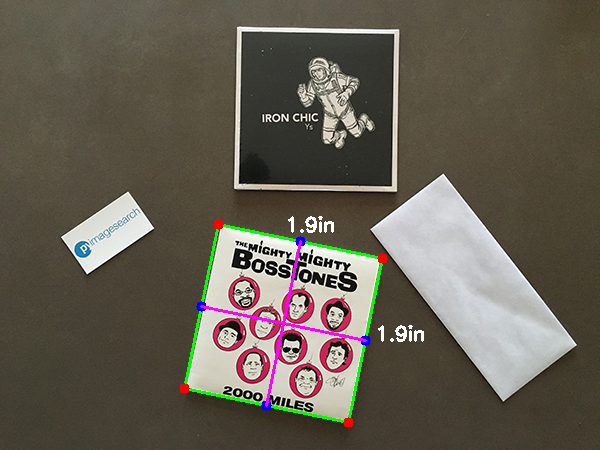 IRON CHIC
Ys
p imagesearch
1.9in
THE MIGHTY MIGHTY
BOSSTONES
1.9in
2000 MILES